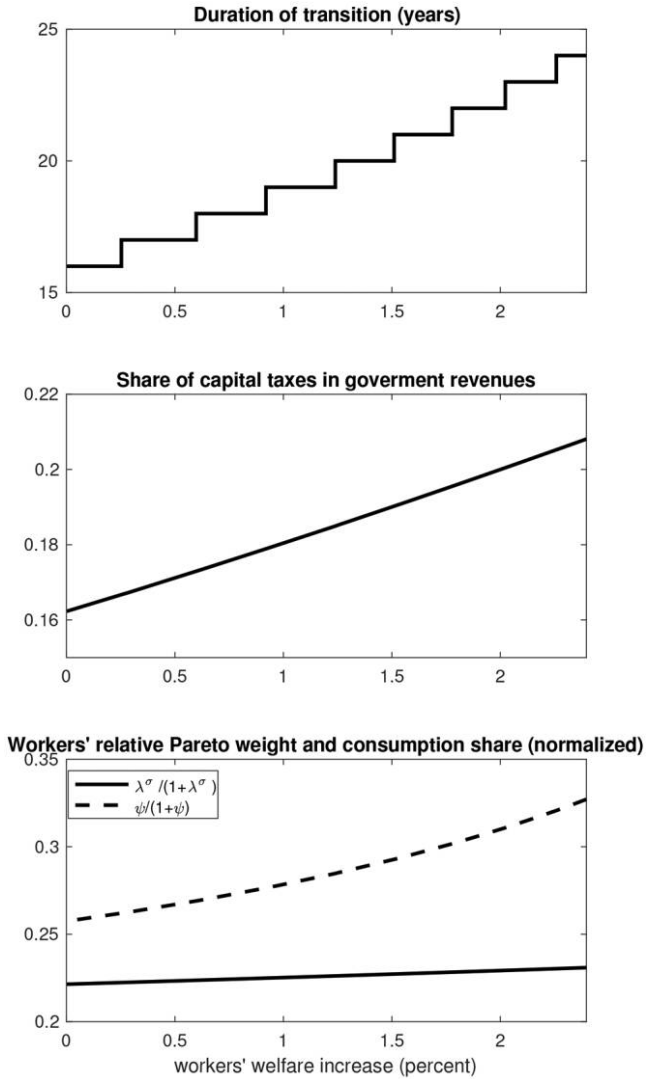 Duration of transition (years)
25
20
15
0 0.5 1 1.5 2
Share of capital taxes in goverment revenues
0.22
0.2
0.18
0.16
0 0.5 1 1.5 2
Workers' relative Pareto weight and consumption share (normalized)
0.35
λ^σ /(1+λ^σ )
ψ/(1+ψ)
0.3
0.25
0.2
0 0.5 1 1.5 2
workers' welfare increase (percent)